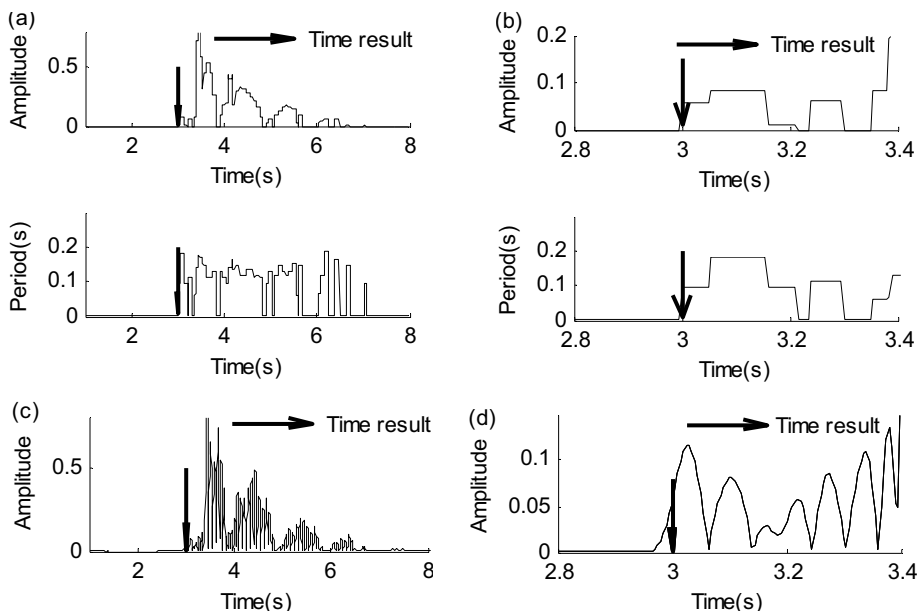 (a)
Time result
Amplitude
0.5
0
2 4 6 8
Time(s)
Period(s)
0.2
0.1
0
2 4 6 8
Time(s)
(b)
Time result
Amplitude
0.2
0.1
0
2.8 3 3.2 3.4
Time(s)
Period(s)
0.2
0.1
0
2.8 3 3.2 3.4
Time(s)
(c)
Time result
Amplitude
0.5
0
2 4 6 8
Time(s)
(d)
Time result
Amplitude
0.1
0.05
0
2.8 3 3.2 3.4
Time(s)